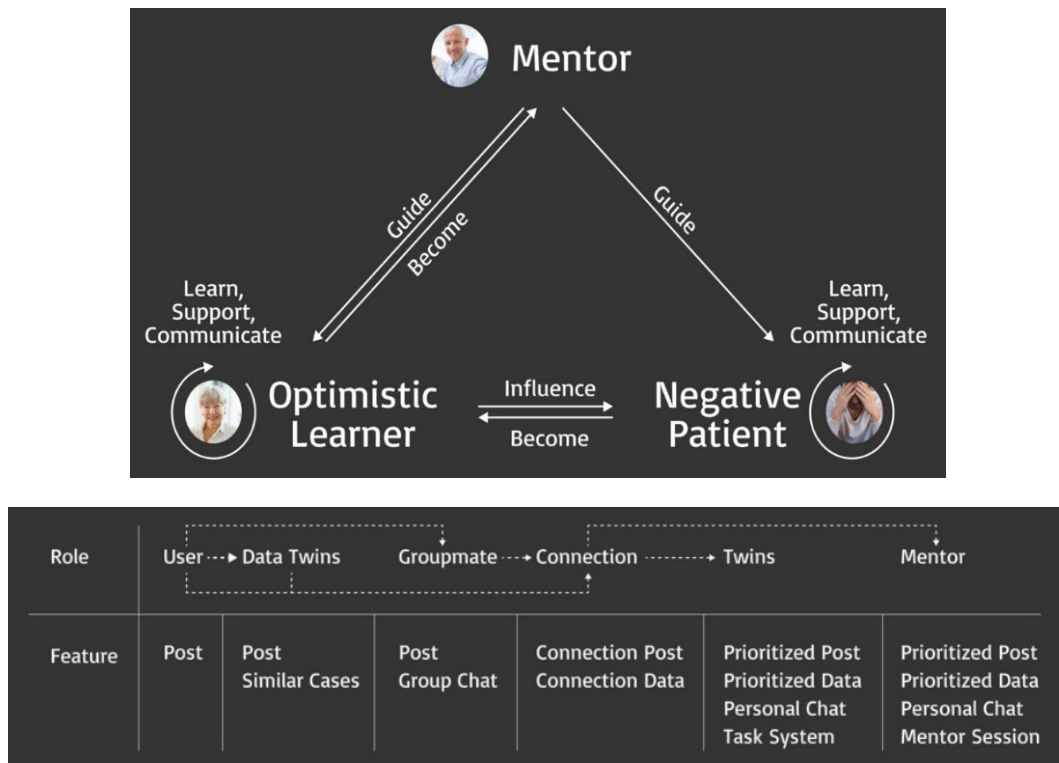 Mentor
Guide
Become
Guide
Learn,
Support,
Communicate
Learn,
Support,
Communicate
Optimistic
Learner
Influence
Become
Negative
Patient
Role
User
Data Twins
Groupmate
Connection
Twins
Mentor
Feature
Post
Post
Similar Cases
Post
Group Chat
Connection Post
Connection Data
Prioritized Post
Prioritized Data
Personal Chat
Task System
Prioritized Post
Prioritized Data
Personal Chat
Mentor Session